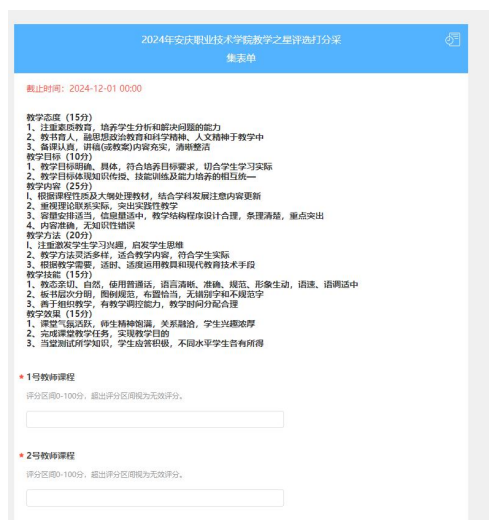 2024年安庆职业技术学院教学之星评选打分采
集表单
截止时间：2024-12-01 00:00
教学态度（15分）
1、注重素质教育，培养学生分析和解决问题的能力
2、教书育人，融思想政治教育和科学精神、人文精神于教学中
3、备课认真，讲稿(或教案)内容充实，清晰整洁
教学目标（10分）
1、教学目标明确、具体，符合培养目标要求，切合学生学习实际
2、教学目标体现知识传授、技能训练及能力培养的相互统一
教学内容（25分）
l、根据课程性质及大纲处理教材，结合学科发展注意内容更新
2、重视理论联系实际，突出实践性教学
3、容量安排适当，信息量适中，教学结构程序设计合理，条理清楚，重点突出
4、内容准确，无知识性错误
教学方法（20分）
l、注重激发学生学习兴趣，启发学生思维
2、教学方法灵活多样，适合教学内容，符合学生实际
3、根据教学需要，适时、适度运用教具和现代教育技术手段
教学技能（15分）
1、教态亲切、自然，使用普通话，语言清晰、准确、规范、形象生动，语速、语调适中
2、板书层次分明，图例规范，布置恰当，无错别字和不规范字
3、善于组织教学，有教学调控能力，教学时间分配合理
教学效果（15分）
1、课堂气氛活跃，师生精神饱满，关系融洽，学生兴趣浓厚
2、完成课堂教学任务，实现教学目的
3、当堂测试所学知识，学生应答积极，不同水平学生各有所得
* 1号教师课程
评分区间0-100分，超出评分区间视为无效评分。
* 2号教师课程
评分区间0-100分，超出评分区间视为无效评分。